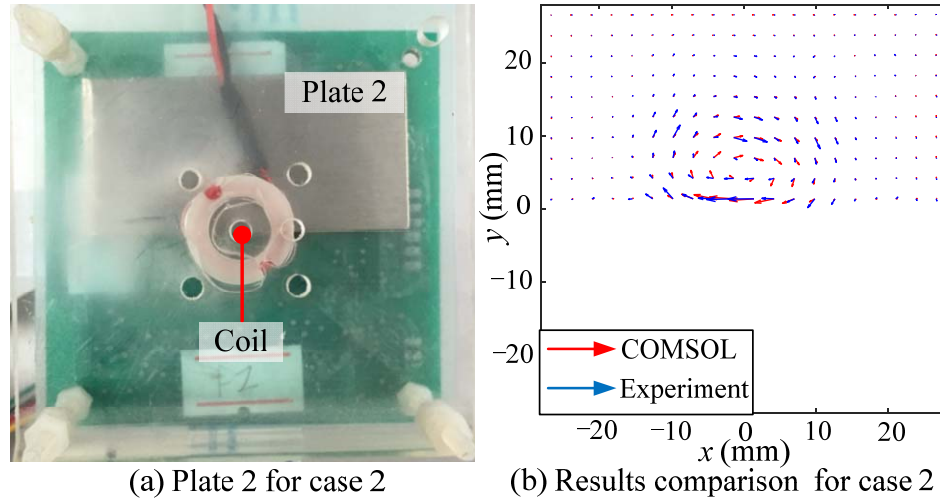 Plate 2
Coil
(a) Plate 2 for case 2
20
10
0
−10
−20
y (mm)
COMSOL
Experiment
−20
−10
0
10
20
x (mm)
(b) Results comparison for case 2